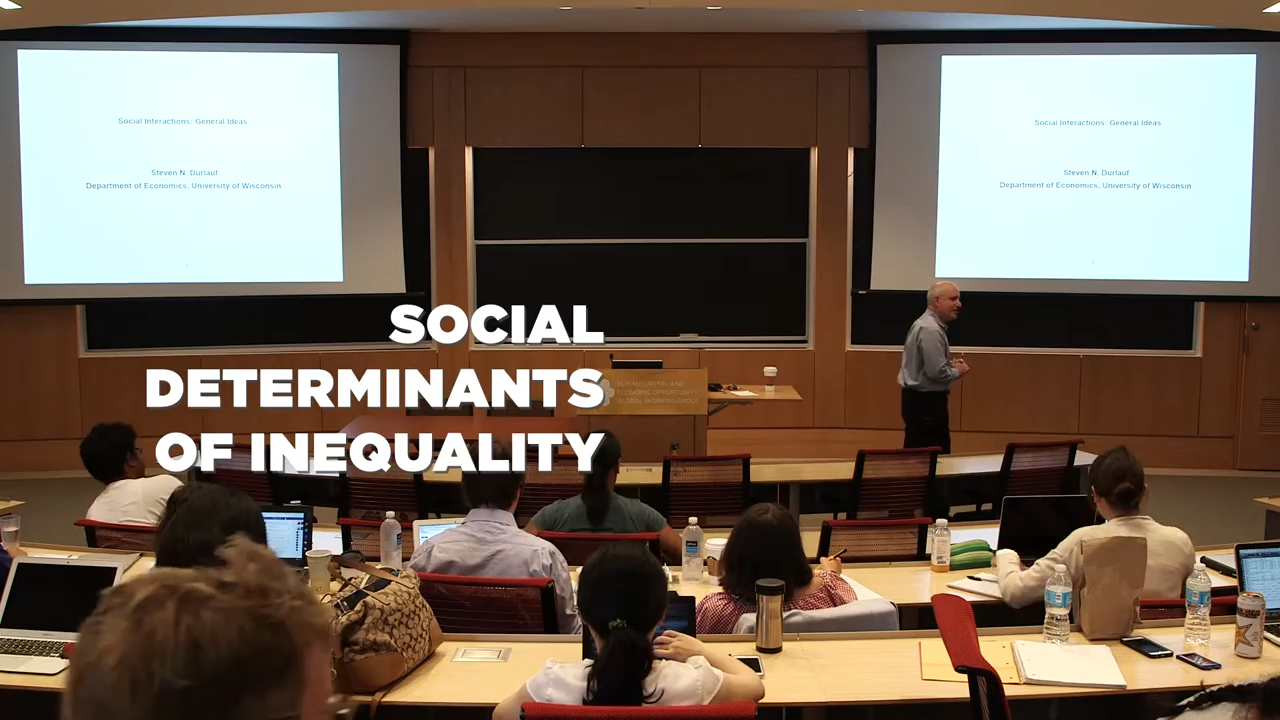 Social Interactions: General Ideas
Steven N. Durlauf
Department of Economics, University of Wisconsin
Social Interactions: General Ideas
Steven N. Durlauf
Department of Economics, University of Wisconsin
SOCIAL
DETERMINANTS
OF INEQUALITY
HUMAN CAPITAL AND
ECONOMIC OPPORTUNITY
GLOBAL WORKING GROUP